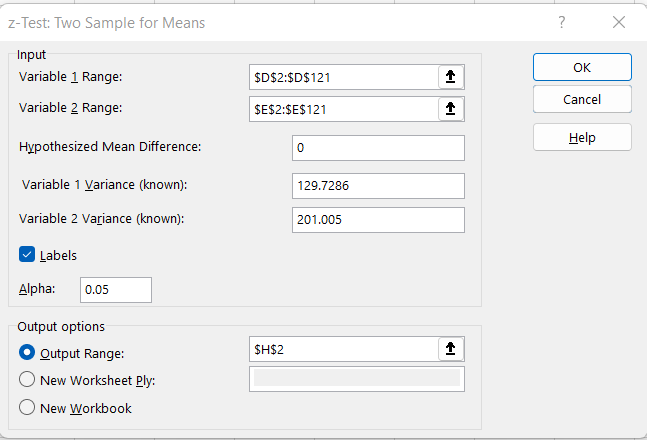 z-Test: Two Sample for Means ?
Input
Variable 1 Range: $D$2:$D$121
Variable 2 Range: $E$2:$E$121
Hypothesized Mean Difference: 0
Variable 1 Variance (known): 129.7286
Variable 2 Variance (known): 201.005
Labels
Alpha: 0.05
OK
Cancel
Help
Output options
Output Range: $H$2
New Worksheet Ply:
New Workbook